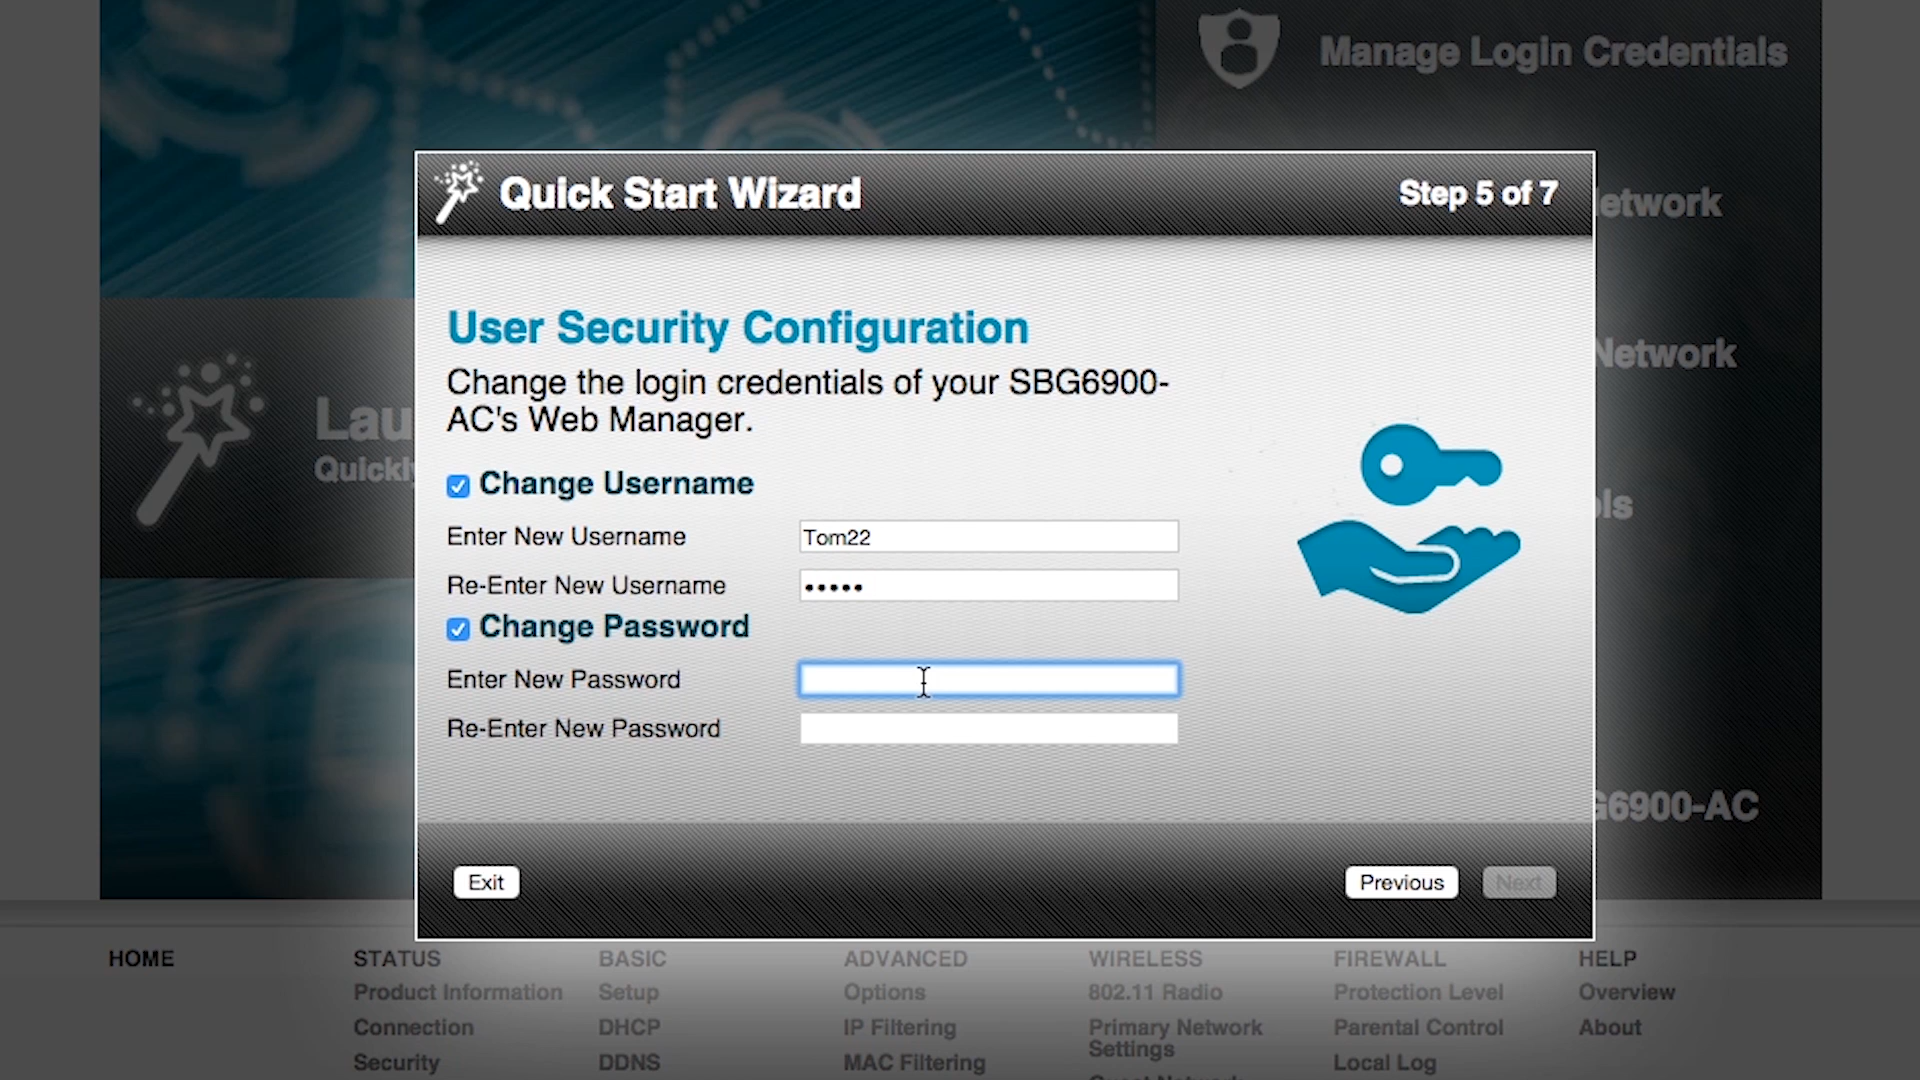 Manage Login Credentials
Quick Start Wizard
Step 5 of 7
etwork
User Security Configuration
Change the login credentials of your SBG6900-
AC's Web Manager.
Network
Lau
Quickly
Change Username
Enter New Username
Tom22
Re-Enter New Username
•••••
Change Password
Enter New Password
Re-Enter New Password
G6900-AC
Exit
Previous
Next
HOME
STATUS
BASIC
ADVANCED
WIRELESS
FIREWALL
HELP
Product Information
Setup
Options
802.11 Radio
Protection Level
Overview
Connection
DHCP
IP Filtering
Primary Network
Settings
Parental Control
About
Security
DDNS
MAC Filtering
Local Log